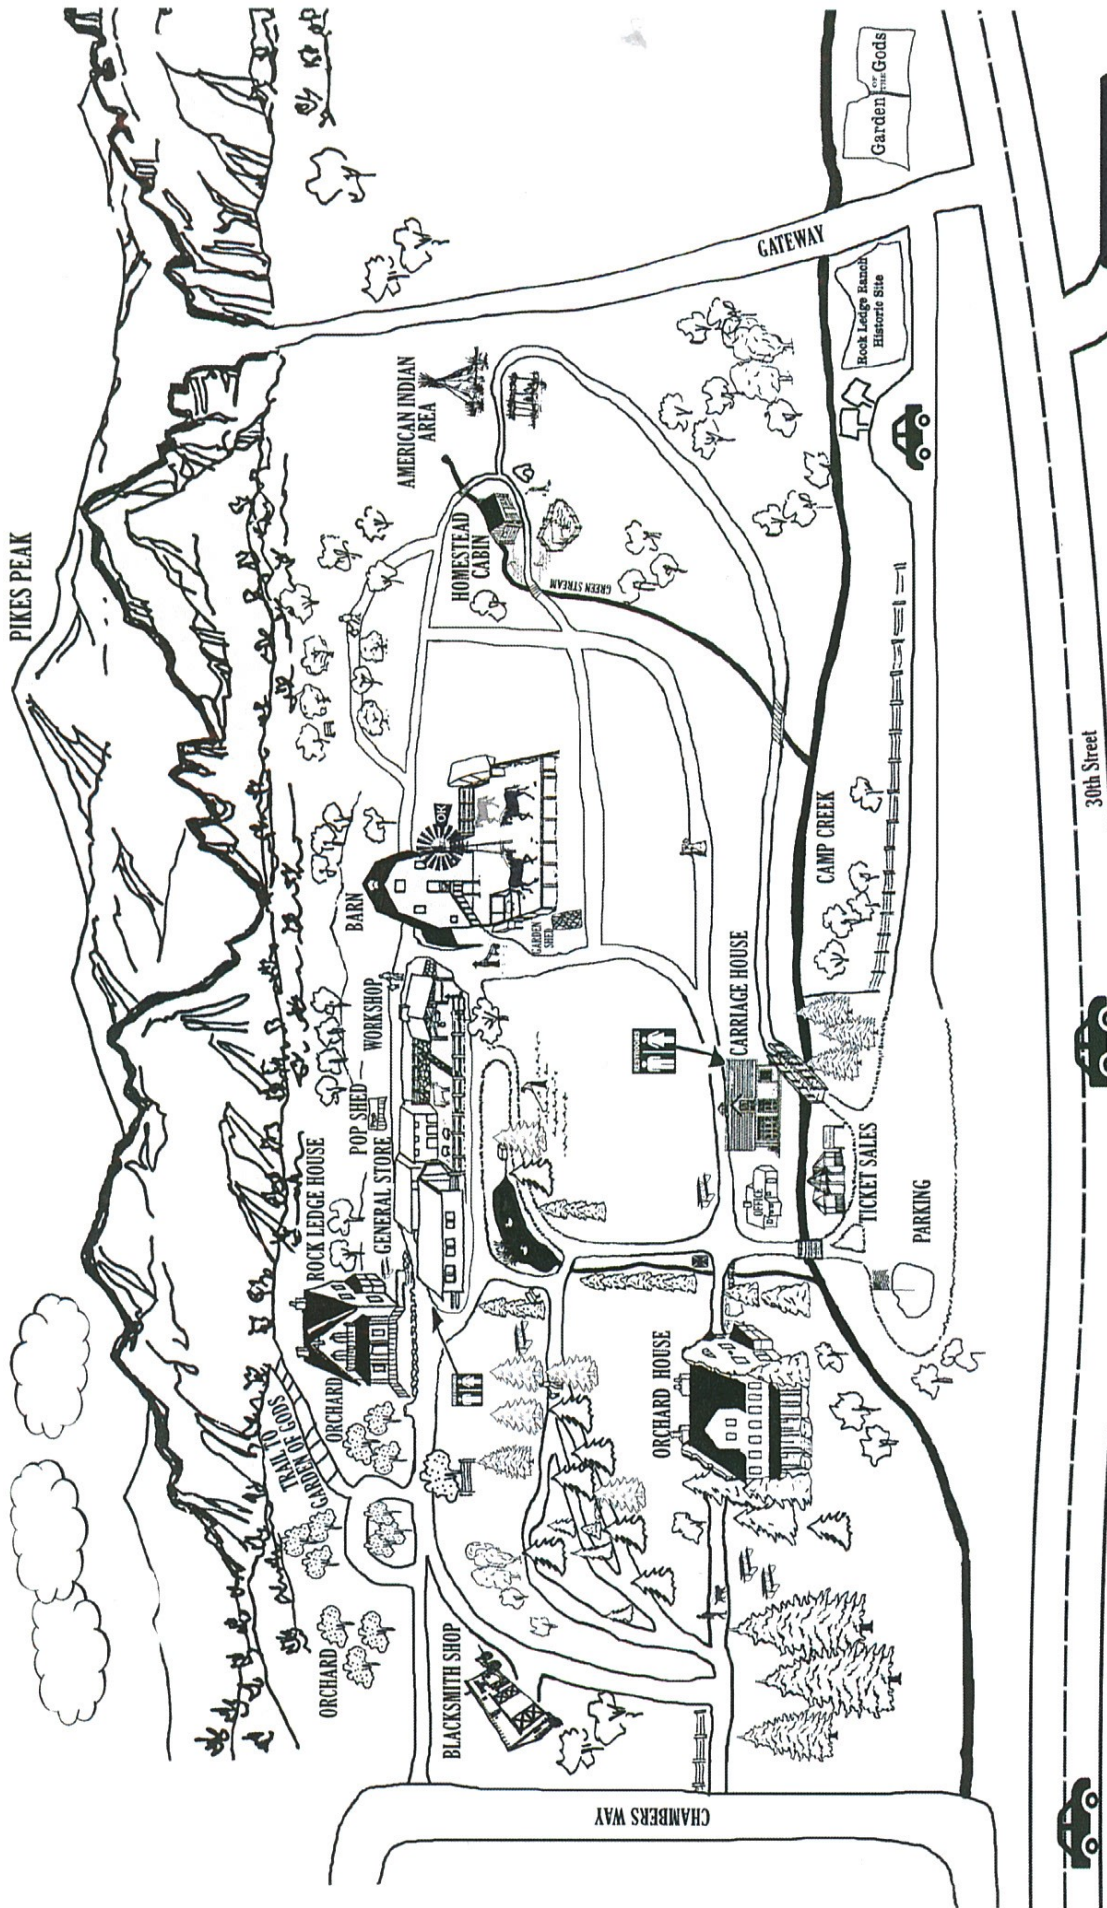 PIKES PEAK
TRAIL TO
GARDEN OF GODS
ORCHARD
ORCHARD
ROCK LEDGE HOUSE
POP SHED
GENERAL STORE
WORKSHOP
BARN
AMERICAN INDIAN
AREA
HOMESTEAD
CABIN
GREEN STREAM
GARDEN
SHED
OK
BLACKSMITH SHOP
ORCHARD HOUSE
OFFICE
CARRIAGE HOUSE
TICKET SALES
PARKING
CAMP CREEK
GATEWAY
CHAMBERS WAY
Rock Ledge Ranch
Historic Site
Garden OF THE Gods
30th Street